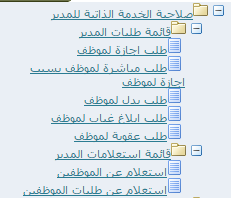 صلاحية الخدمة الذاتية للمدير
قائمة طلبات المدير
طلب اجازة لموظف
طلب مباشرة لموظف بسبب
اجازة لموظف
طلب بدل لموظف
طلب ابلاغ غياب لموظف
طلب عقوبة لموظف
قائمة استعلامات المدير
استعلام عن الموظفين
استعلام عن طلبات الموظفين